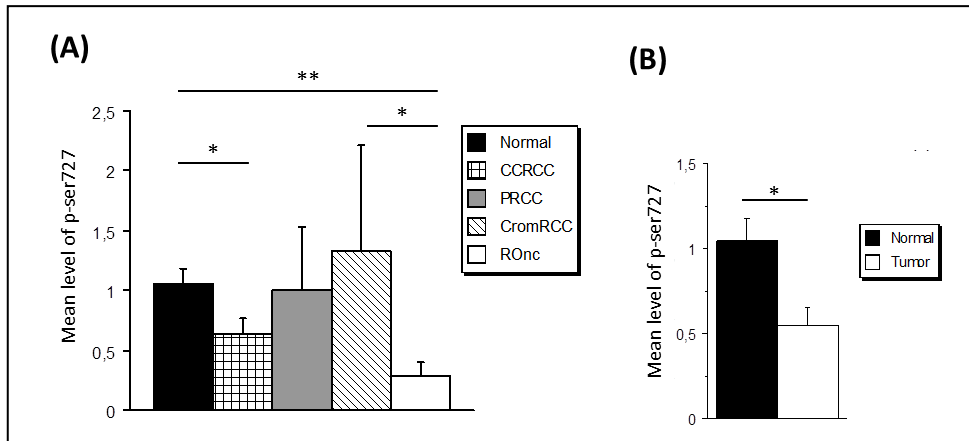 (A)
**
*
*
Mean level of p-ser727
2,5
2
1,5
1
0,5
0
Normal
CCRCC
PRCC
CromRCC
ROnc
(B)
*
Mean level of p-ser727
1,5
1
0,5
0
Normal
Tumor